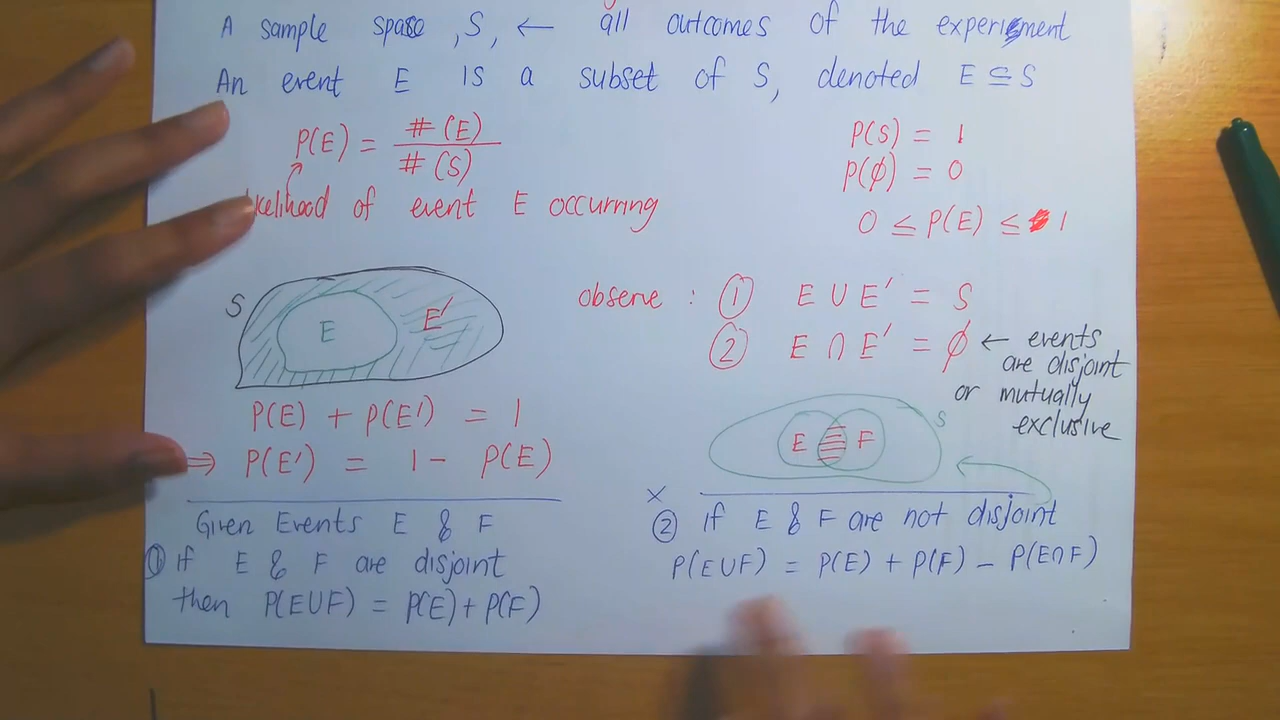 A sample space, S, ← all outcomes of the experiment
An event E is a subset of S, denoted E ⊆ S
P(E) = #(E) / #(S)
kelihood of event E occurring
P(S) = 1
P(φ) = 0
0 ≤ P(E) ≤ 1
S
E
E'
observe : ① E ∪ E' = S
② E ∩ E' = φ ← events
are disjoint
or mutually
exclusive
P(E) + P(E') = 1
⇒ P(E') = 1 - P(E)
E F S
Given Events E & F
① if E & F are disjoint
then P(E∪F) = P(E) + P(F)
×
② if E & F are not disjoint
P(E∪F) = P(E) + P(F) - P(E∩F)